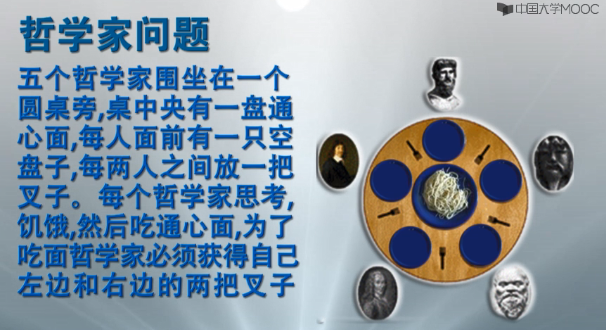 中国大学MOOC
哲学家问题
五个哲学家围坐在一个
圆桌旁,桌中央有一盘通
心面,每人面前有一只空
盘子,每两人之间放一把
叉子。每个哲学家思考,
饥饿,然后吃通心面,为了
吃面哲学家必须获得自己
左边和右边的两把叉子